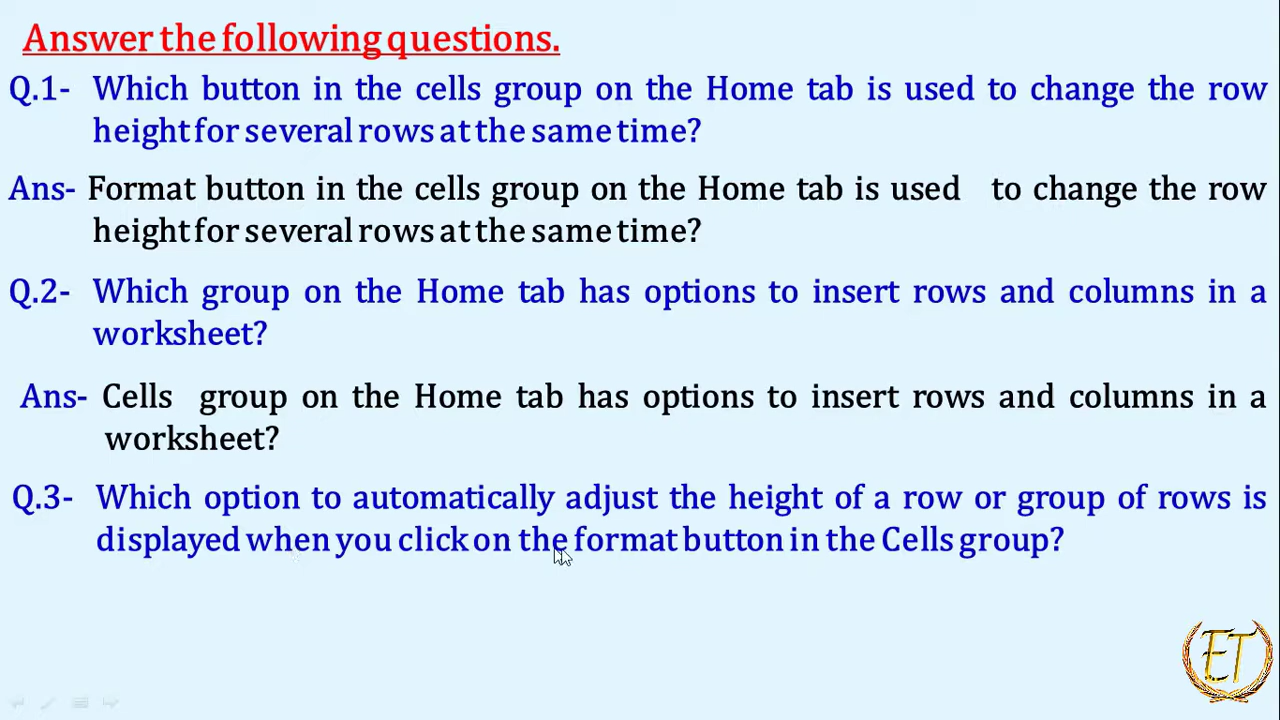 Answer the following questions.
Q.1- Which button in the cells group on the Home tab is used to change the row
height for several rows at the same time?
Ans- Format button in the cells group on the Home tab is used to change the row
height for several rows at the same time?
Q.2- Which group on the Home tab has options to insert rows and columns in a
worksheet?
Ans- Cells group on the Home tab has options to insert rows and columns in a
worksheet?
Q.3- Which option to automatically adjust the height of a row or group of rows is
displayed when you click on the format button in the Cells group?
ET